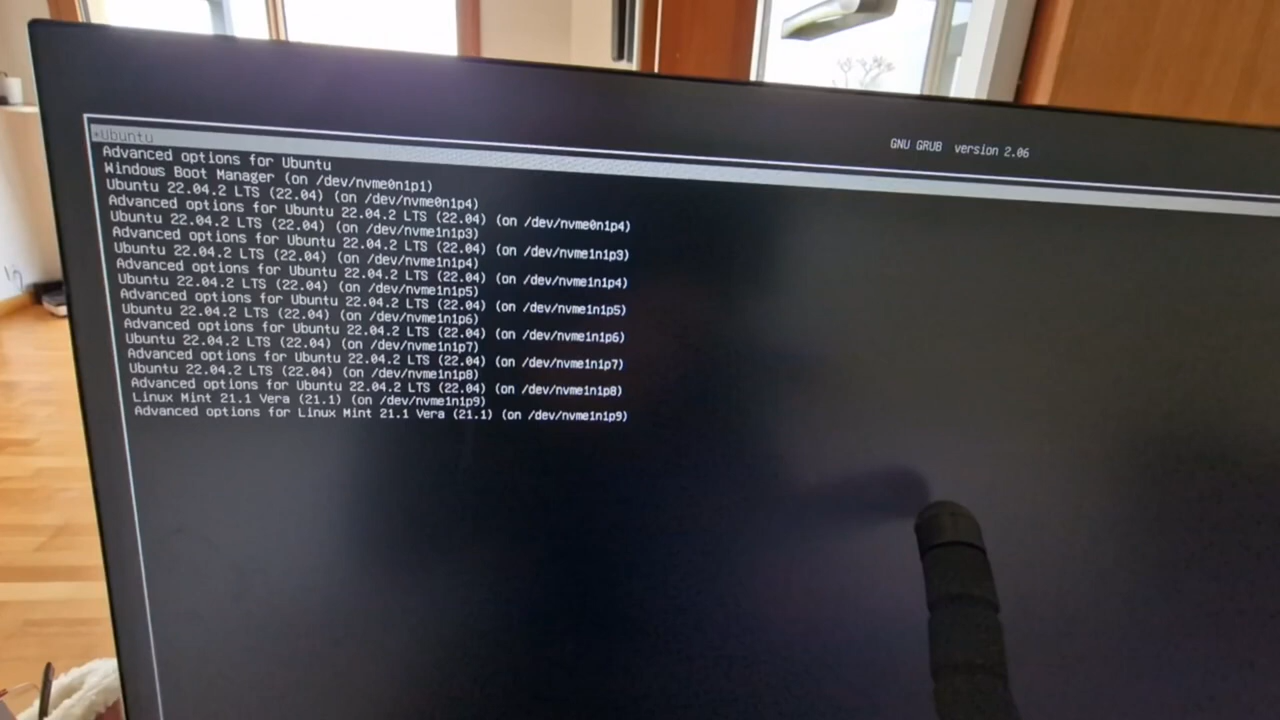 GNU GRUB version 2.06
*Ubuntu
Advanced options for Ubuntu
Windows Boot Manager (on /dev/nvme0n1p1)
Ubuntu 22.04.2 LTS (22.04) (on /dev/nvme0n1p4)
Advanced options for Ubuntu 22.04.2 LTS (22.04) (on /dev/nvme0n1p4)
Ubuntu 22.04.2 LTS (22.04) (on /dev/nvme1n1p3)
Advanced options for Ubuntu 22.04.2 LTS (22.04) (on /dev/nvme1n1p3)
Ubuntu 22.04.2 LTS (22.04) (on /dev/nvme1n1p4)
Advanced options for Ubuntu 22.04.2 LTS (22.04) (on /dev/nvme1n1p4)
Ubuntu 22.04.2 LTS (22.04) (on /dev/nvme1n1p5)
Advanced options for Ubuntu 22.04.2 LTS (22.04) (on /dev/nvme1n1p5)
Ubuntu 22.04.2 LTS (22.04) (on /dev/nvme1n1p6)
Advanced options for Ubuntu 22.04.2 LTS (22.04) (on /dev/nvme1n1p6)
Ubuntu 22.04.2 LTS (22.04) (on /dev/nvme1n1p7)
Advanced options for Ubuntu 22.04.2 LTS (22.04) (on /dev/nvme1n1p7)
Ubuntu 22.04.2 LTS (22.04) (on /dev/nvme1n1p8)
Advanced options for Ubuntu 22.04.2 LTS (22.04) (on /dev/nvme1n1p8)
Linux Mint 21.1 Vera (21.1) (on /dev/nvme1n1p9)
Advanced options for Linux Mint 21.1 Vera (21.1) (on /dev/nvme1n1p9)